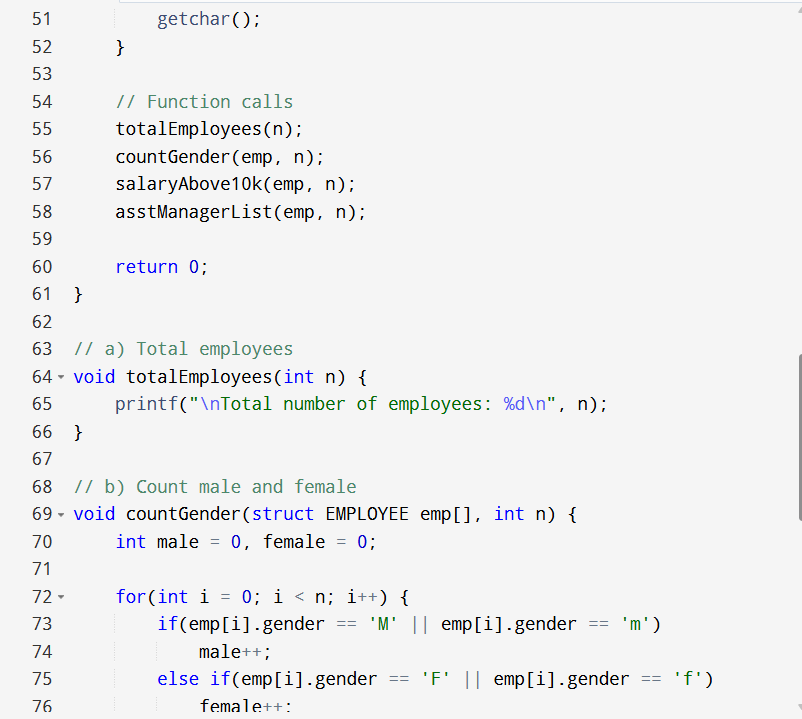 51         getchar();
52     }
53
54     // Function calls
55     totalEmployees(n);
56     countGender(emp, n);
57     salaryAbove10k(emp, n);
58     asstManagerList(emp, n);
59
60     return 0;
61 }
62
63 // a) Total employees
64 void totalEmployees(int n) {
65     printf("\nTotal number of employees: %d\n", n);
66 }
67
68 // b) Count male and female
69 void countGender(struct EMPLOYEE emp[], int n) {
70     int male = 0, female = 0;
71
72     for(int i = 0; i < n; i++) {
73         if(emp[i].gender == 'M' || emp[i].gender == 'm')
74             male++;
75         else if(emp[i].gender == 'F' || emp[i].gender == 'f')
76             female++;